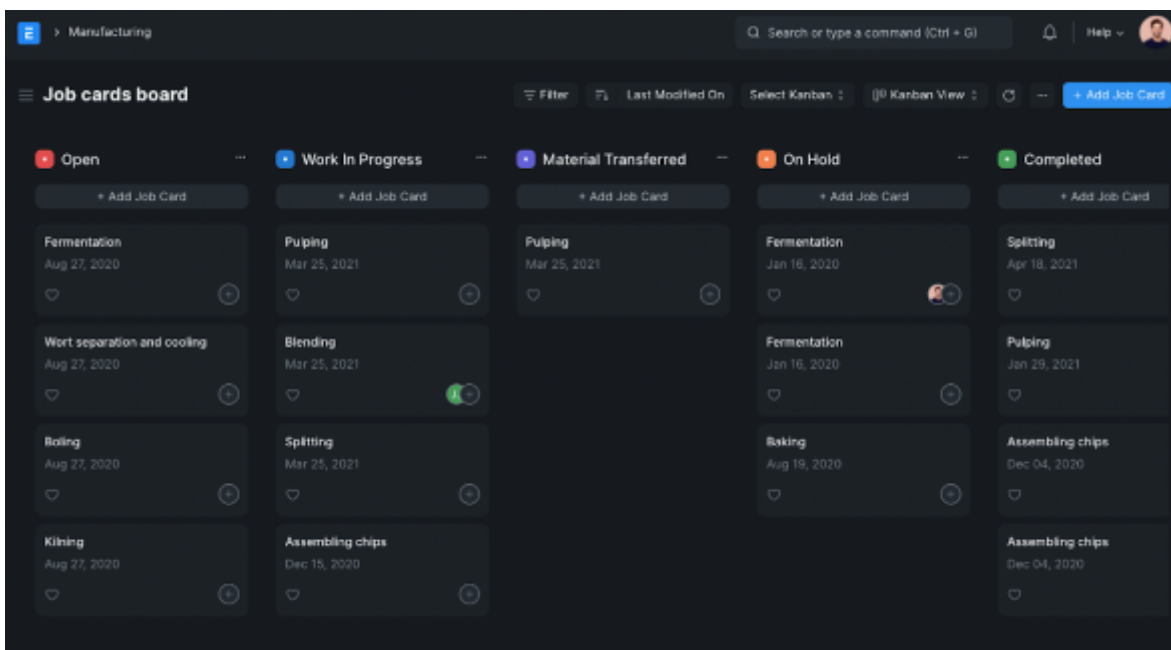 E > Manufacturing
Search or type a command (Ctrl + G)
Help
Job cards board
Filter
Last Modified On
Select Kanban
Kanban View
+ Add Job Card
Open
+ Add Job Card
Fermentation
Aug 27, 2020
Wort separation and cooling
Aug 27, 2020
Boling
Aug 27, 2020
Kilning
Aug 27, 2020
Work In Progress
+ Add Job Card
Pulping
Mar 25, 2021
Blending
Mar 25, 2021
J
Splitting
Mar 25, 2021
Assembling chips
Dec 15, 2020
Material Transferred
+ Add Job Card
Pulping
Mar 25, 2021
On Hold
+ Add Job Card
Fermentation
Jan 16, 2020
Fermentation
Jan 16, 2020
Baking
Aug 19, 2020
Completed
+ Add Job Card
Splitting
Apr 18, 2021
Pulping
Jan 29, 2021
Assembling chips
Dec 04, 2020
Assembling chips
Dec 04, 2020